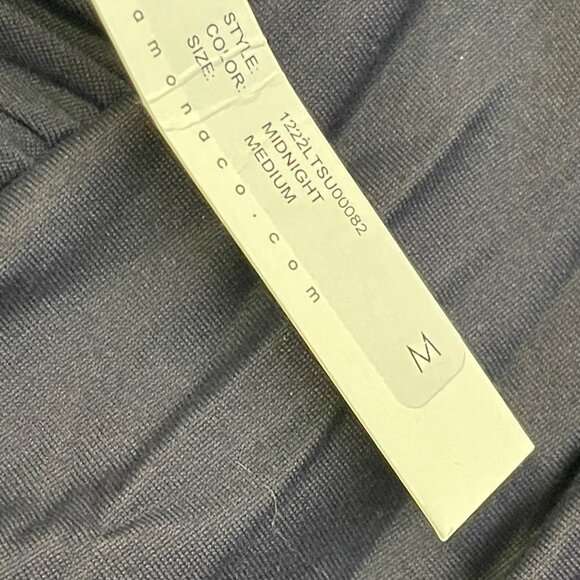 STYLE: 1222LTSU00082
COLOR: MIDNIGHT
SIZE: MEDIUM
M
amonaco.com